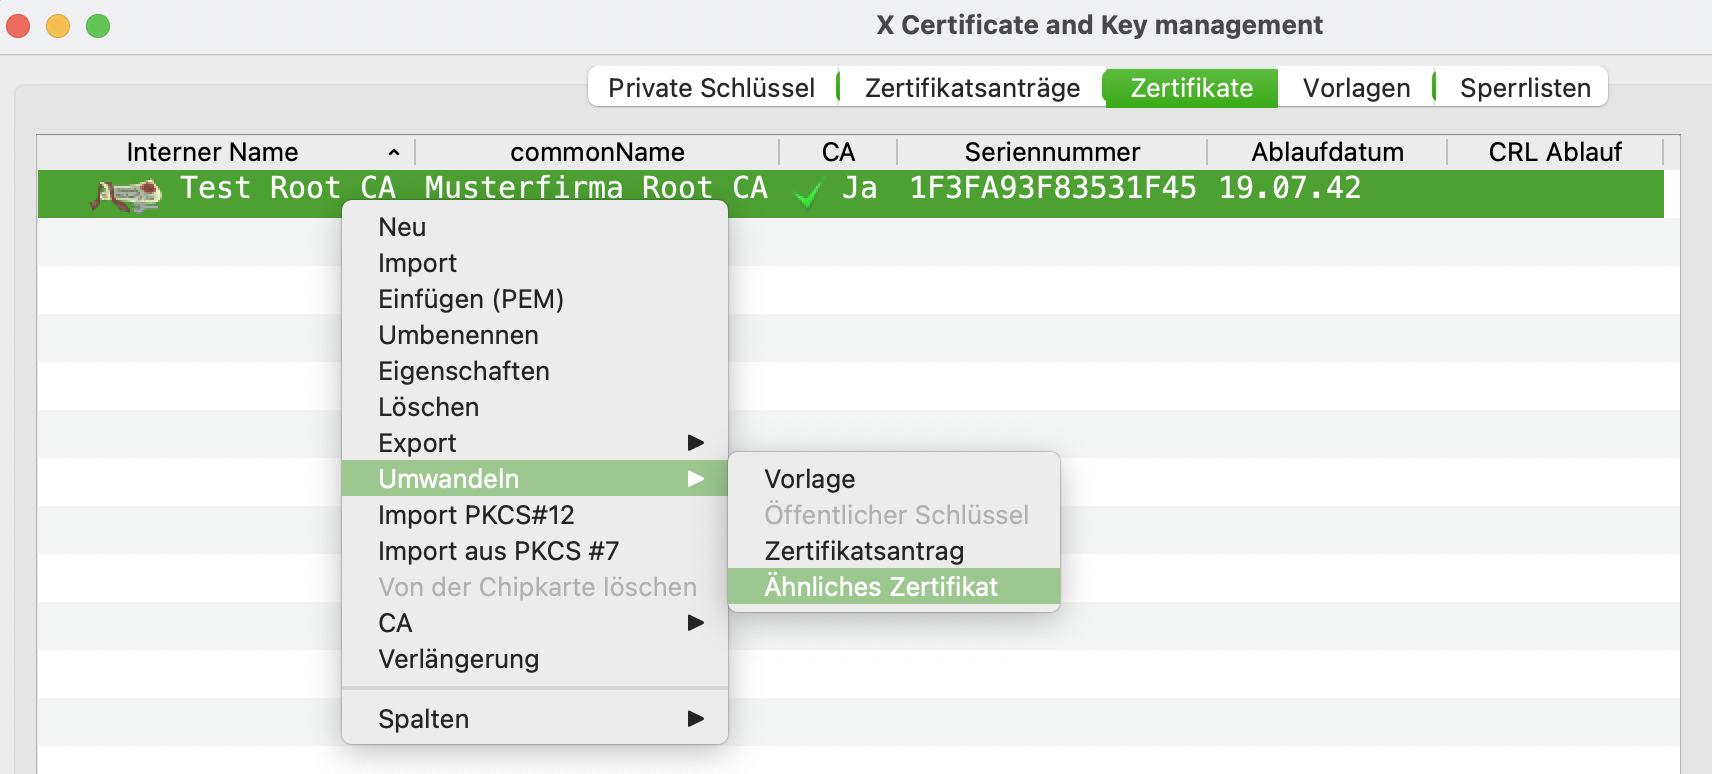 X Certificate and Key management
Private Schlüssel Zertifikatsanträge Zertifikate Vorlagen Sperrlisten
Interner Name commonName CA Seriennummer Ablaufdatum CRL Ablauf
Test Root CA Musterfirma Root CA Ja 1F3FA93F83531F45 19.07.42
Neu
Import
Einfügen (PEM)
Umbenennen
Eigenschaften
Löschen
Export
Umwandeln
Import PKCS#12
Import aus PKCS #7
Von der Chipkarte löschen
CA
Verlängerung
Spalten
Vorlage
Öffentlicher Schlüssel
Zertifikatsantrag
Ähnliches Zertifikat